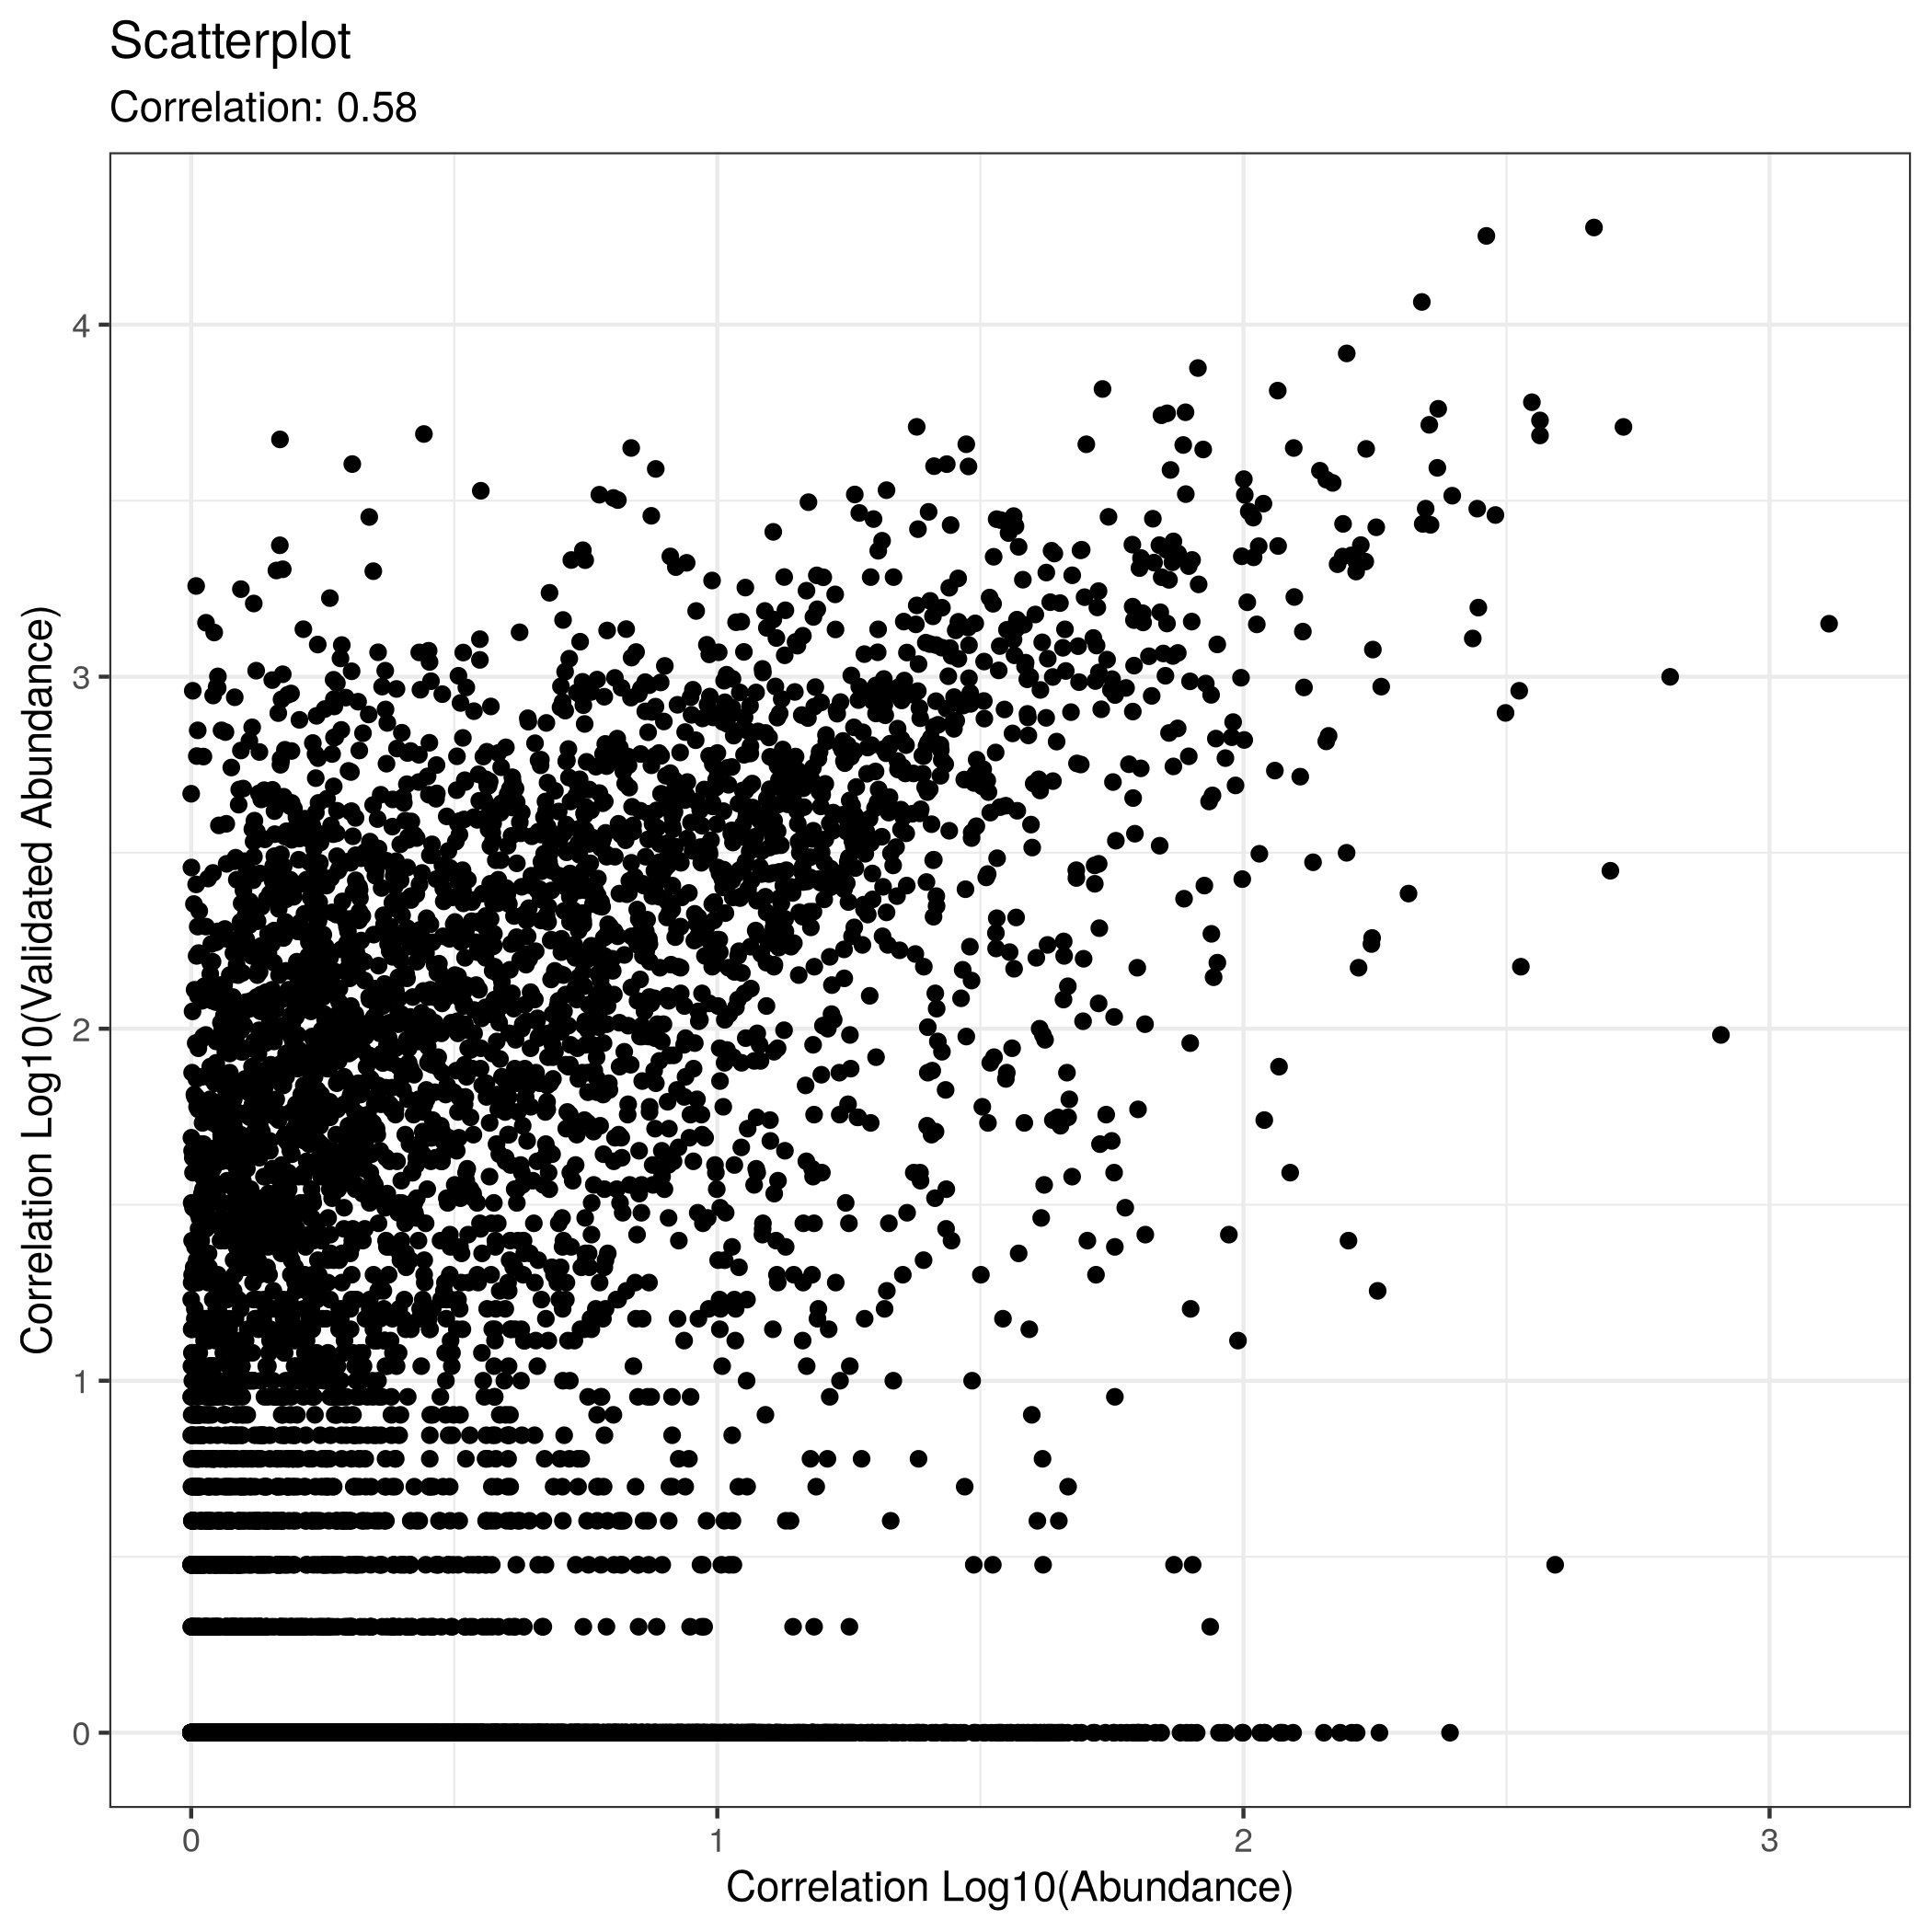 Scatterplot
Correlation: 0.58
Correlation Log10(Validated Abundance)
4
3
2
1
0
0 1 2 3
Correlation Log10(Abundance)